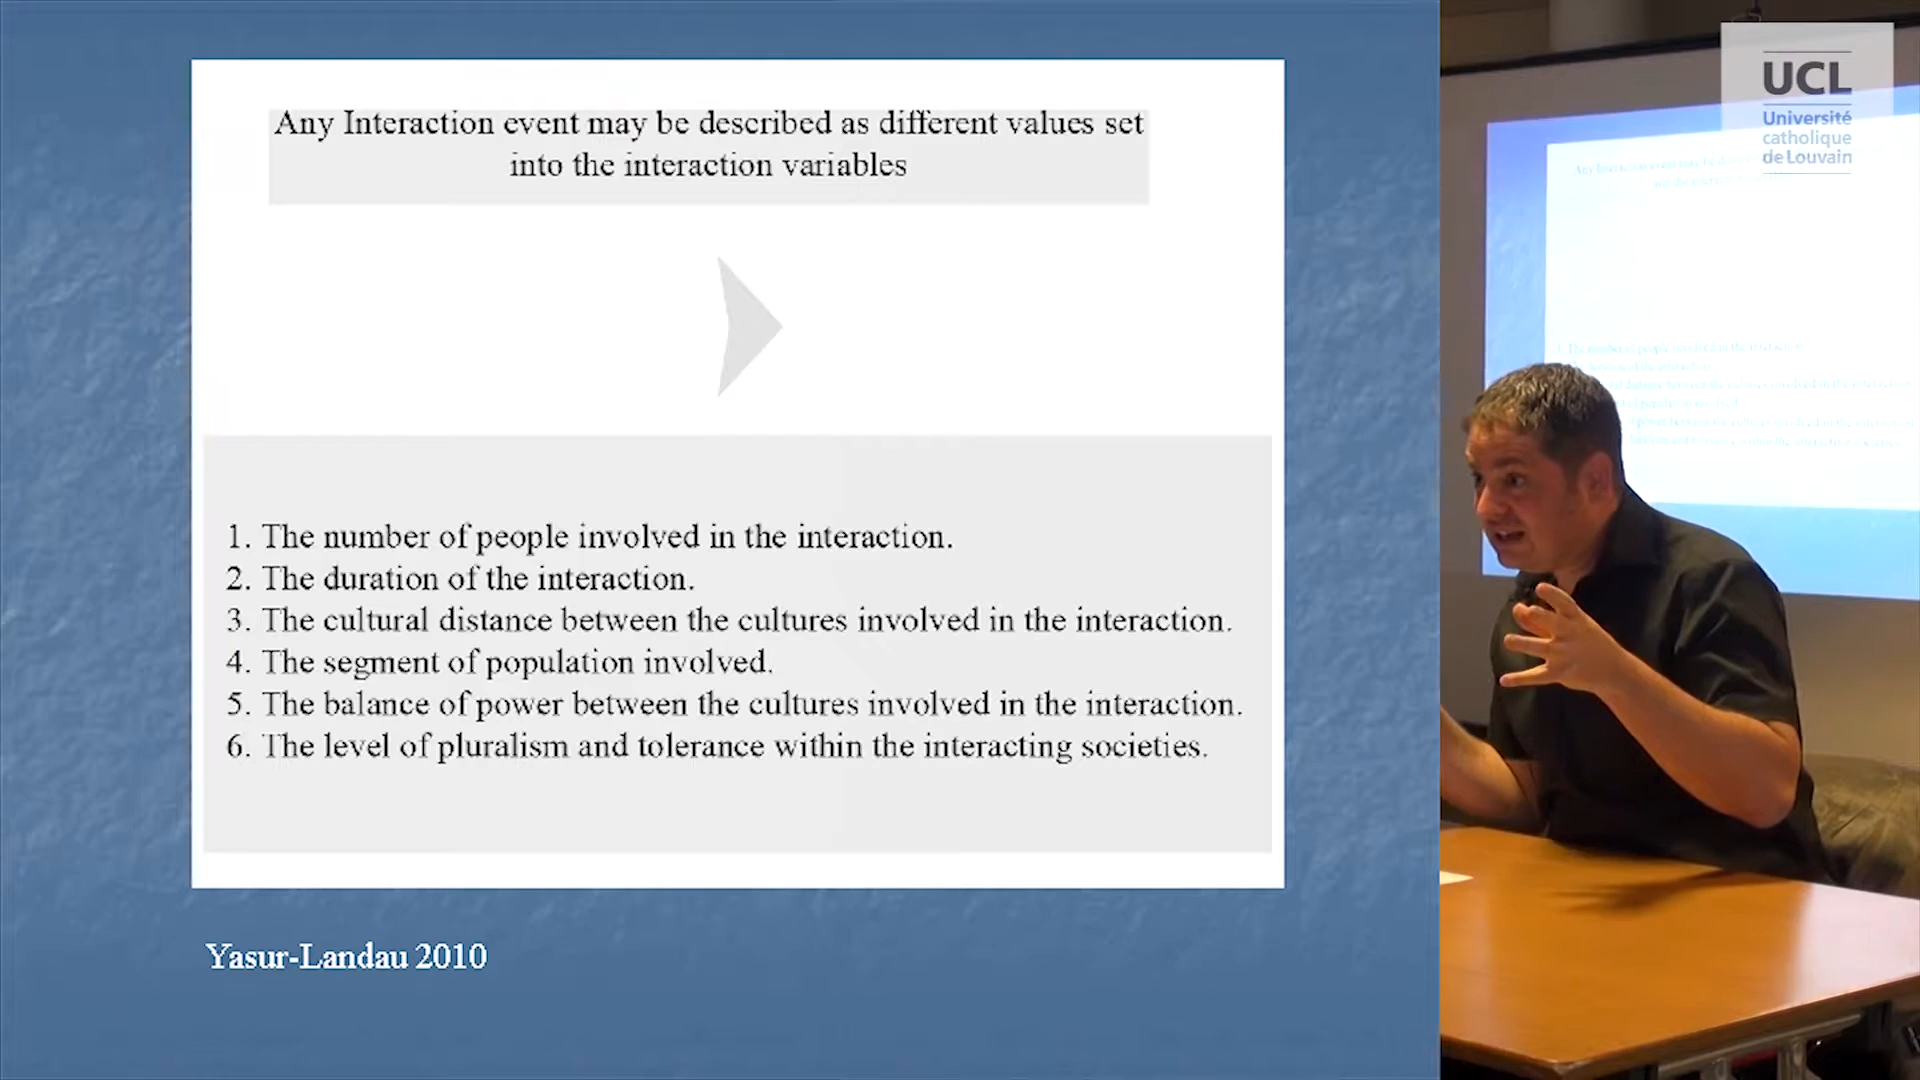 Any Interaction event may be described as different values set
into the interaction variables
1. The number of people involved in the interaction.
2. The duration of the interaction.
3. The cultural distance between the cultures involved in the interaction.
4. The segment of population involved.
5. The balance of power between the cultures involved in the interaction.
6. The level of pluralism and tolerance within the interacting societies.
Yasur-Landau 2010
UCL
Université
catholique
de Louvain